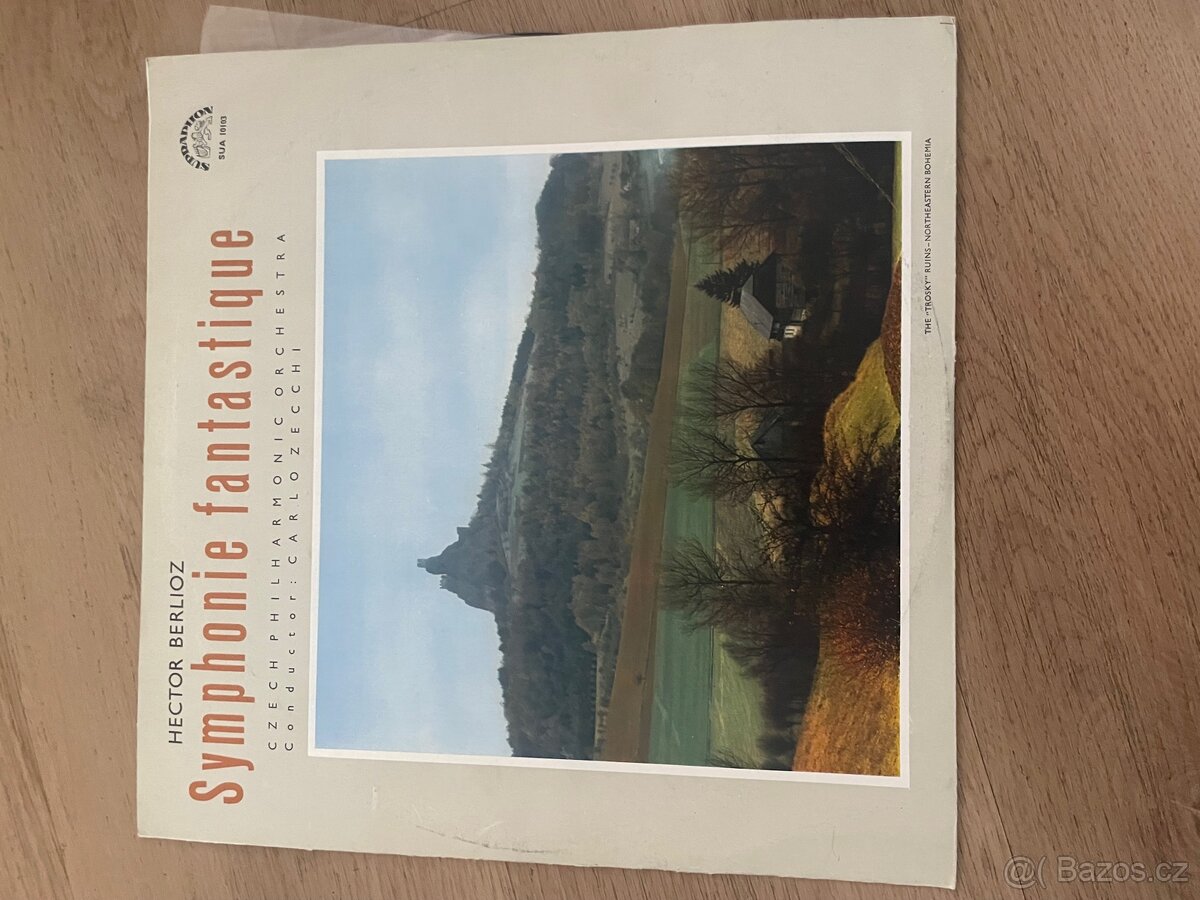 HECTOR BERLIOZ
Symphonie fantastique
CZECH PHILHARMONIC ORCHESTRA
Conductor: CARLO ZECCHI
SUPRAPHON
SUA 10103
THE "TROSKY" RUINS - NORTHEASTERN BOHEMIA
@( Bazos.cz